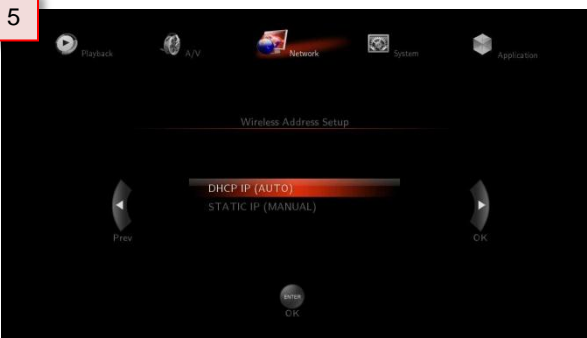 5
Playback
A/V
Network
System
Application
Wireless Address Setup
DHCP IP (AUTO)
STATIC IP (MANUAL)
Prev
OK
ENTER
OK